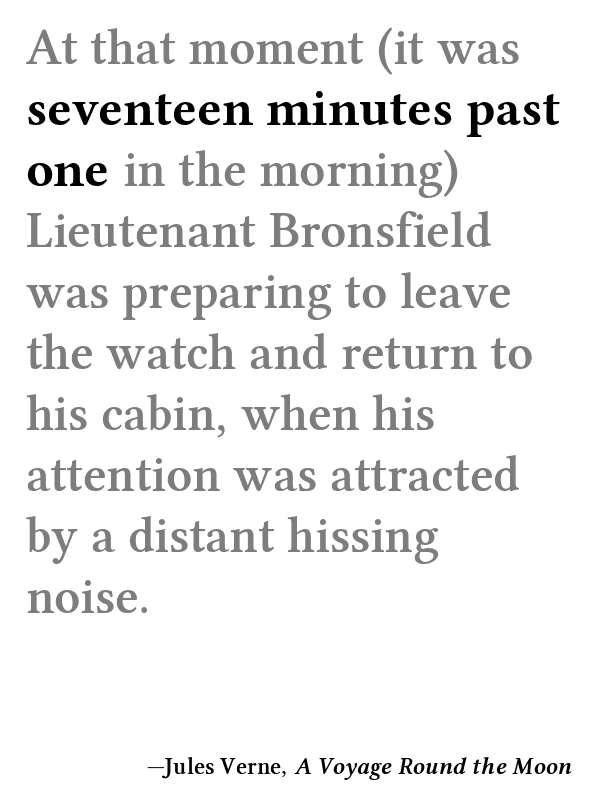 At that moment (it was
seventeen minutes past
one in the morning)
Lieutenant Bronsfield
was preparing to leave
the watch and return to
his cabin, when his
attention was attracted
by a distant hissing
noise.
—Jules Verne, A Voyage Round the Moon